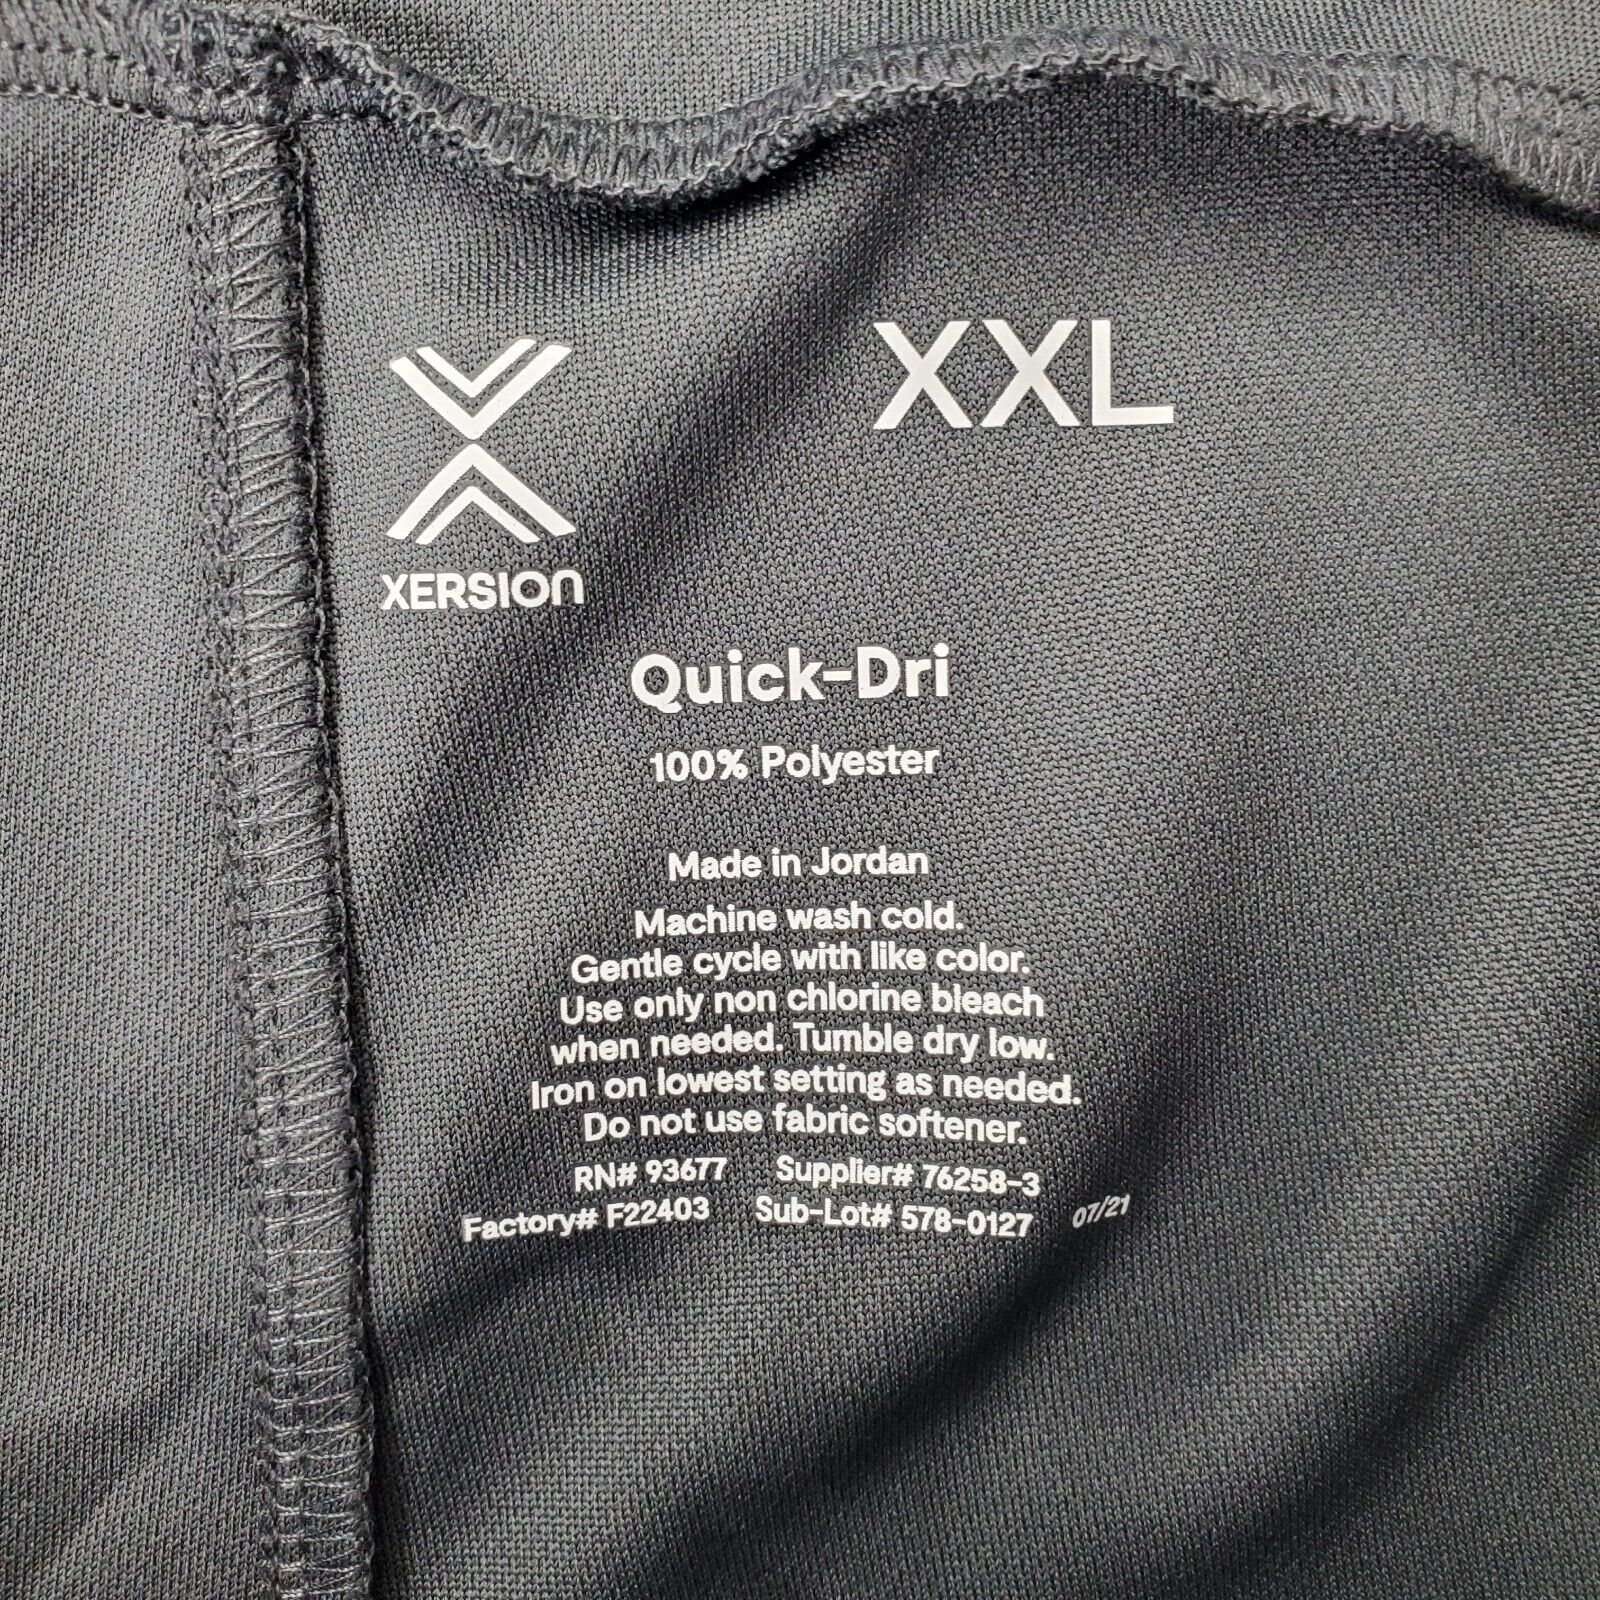 XXL
XERSION
Quick-Dri
100% Polyester
Made in Jordan
Machine wash cold.
Gentle cycle with like color.
Use only non chlorine bleach
when needed. Tumble dry low.
Iron on lowest setting as needed.
Do not use fabric softener.
RN# 93677 Supplier# 76258-3
Factory# F22403 Sub-Lot# 578-0127 07/21